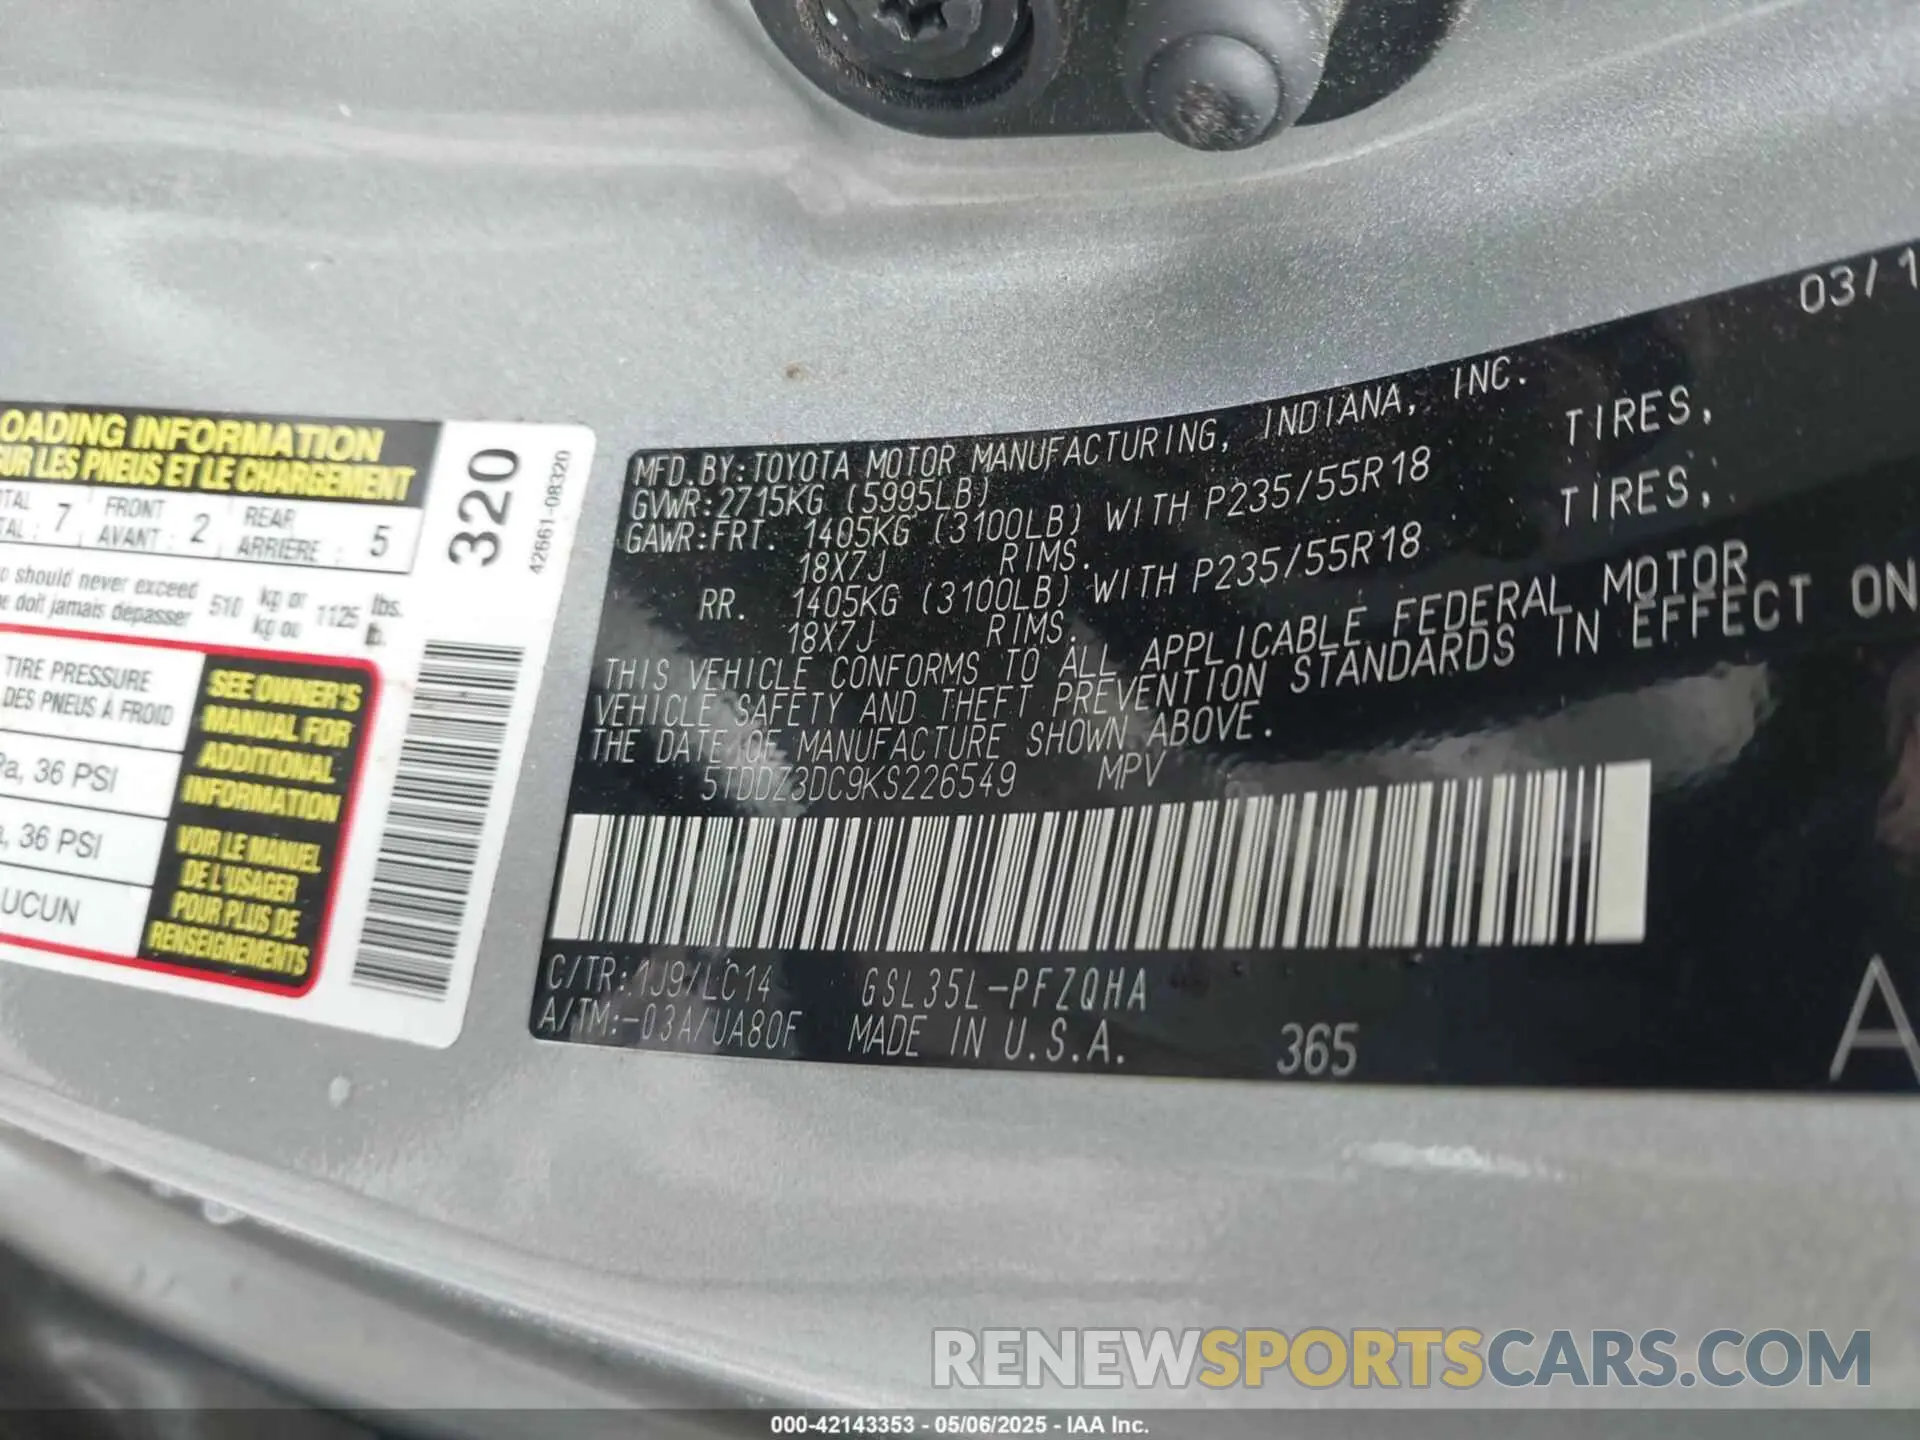 OADING INFORMATION
SUR LES PNEUS ET LE CHARGEMENT
TAL : 7 FRONT AVANT : 2 REAR ARRIÈRE : 5
should never exceed 510 kg or 1125 lbs.
doit jamais dépasser kg ou lb.
TIRE PRESSURE
DES PNEUS À FROID
Pa, 36 PSI
, 36 PSI
UCUN
SEE OWNER'S
MANUAL FOR
ADDITIONAL
INFORMATION
VOIR LE MANUEL
DE L'USAGER
POUR PLUS DE
RENSEIGNEMENTS
320
42661-08320
03/1
MFD. BY: TOYOTA MOTOR MANUFACTURING, INDIANA, INC.
GVWR: 2715KG (5995LB)
GAWR: FRT. 1405KG (3100LB) WITH P235/55R18 TIRES,
18X7J RIMS.
RR. 1405KG (3100LB) WITH P235/55R18 TIRES,
18X7J RIMS.
THIS VEHICLE CONFORMS TO ALL APPLICABLE FEDERAL MOTOR
VEHICLE SAFETY AND THEFT PREVENTION STANDARDS IN EFFECT ON
THE DATE OF MANUFACTURE SHOWN ABOVE.
5TDDZ3DC9KS226549 MPV
C/TR: 1J9/LC14 GSL35L-PFZQHA
A/TM:-03A/UA80F MADE IN U.S.A. 365
A
RENEWSPORTSCARS.COM
000-42143353 - 05/06/2025 - IAA Inc.